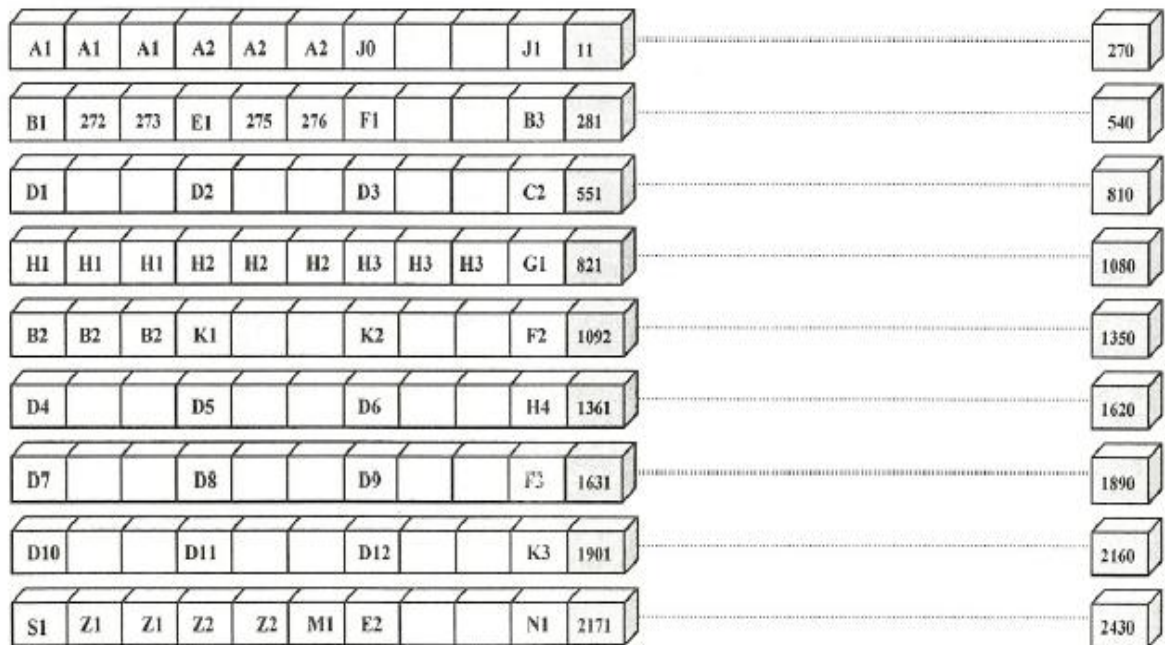 A1 A1 A1 A2 A2 A2 J0 J1 11 270
B1 272 273 E1 275 276 F1 B3 281 540
D1 D2 D3 C2 551 810
H1 H1 H1 H2 H2 H2 H3 H3 H3 G1 821 1080
B2 B2 B2 K1 K2 F2 1092 1350
D4 D5 D6 H4 1361 1620
D7 D8 D9 F3 1631 1890
D10 D11 D12 K3 1901 2160
S1 Z1 Z1 Z2 Z2 M1 E2 N1 2171 2430